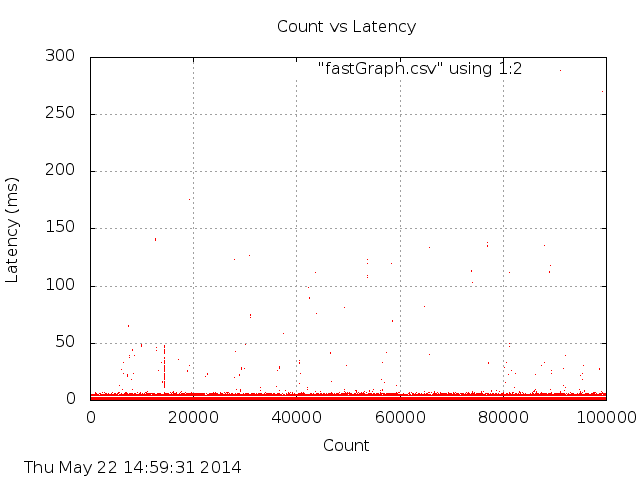 Count vs Latency
300
"fastGraph.csv" using 1:2
250
200
150
100
50
0
Latency (ms)
0 20000 40000 60000 80000 100000
Count
Thu May 22 14:59:31 2014